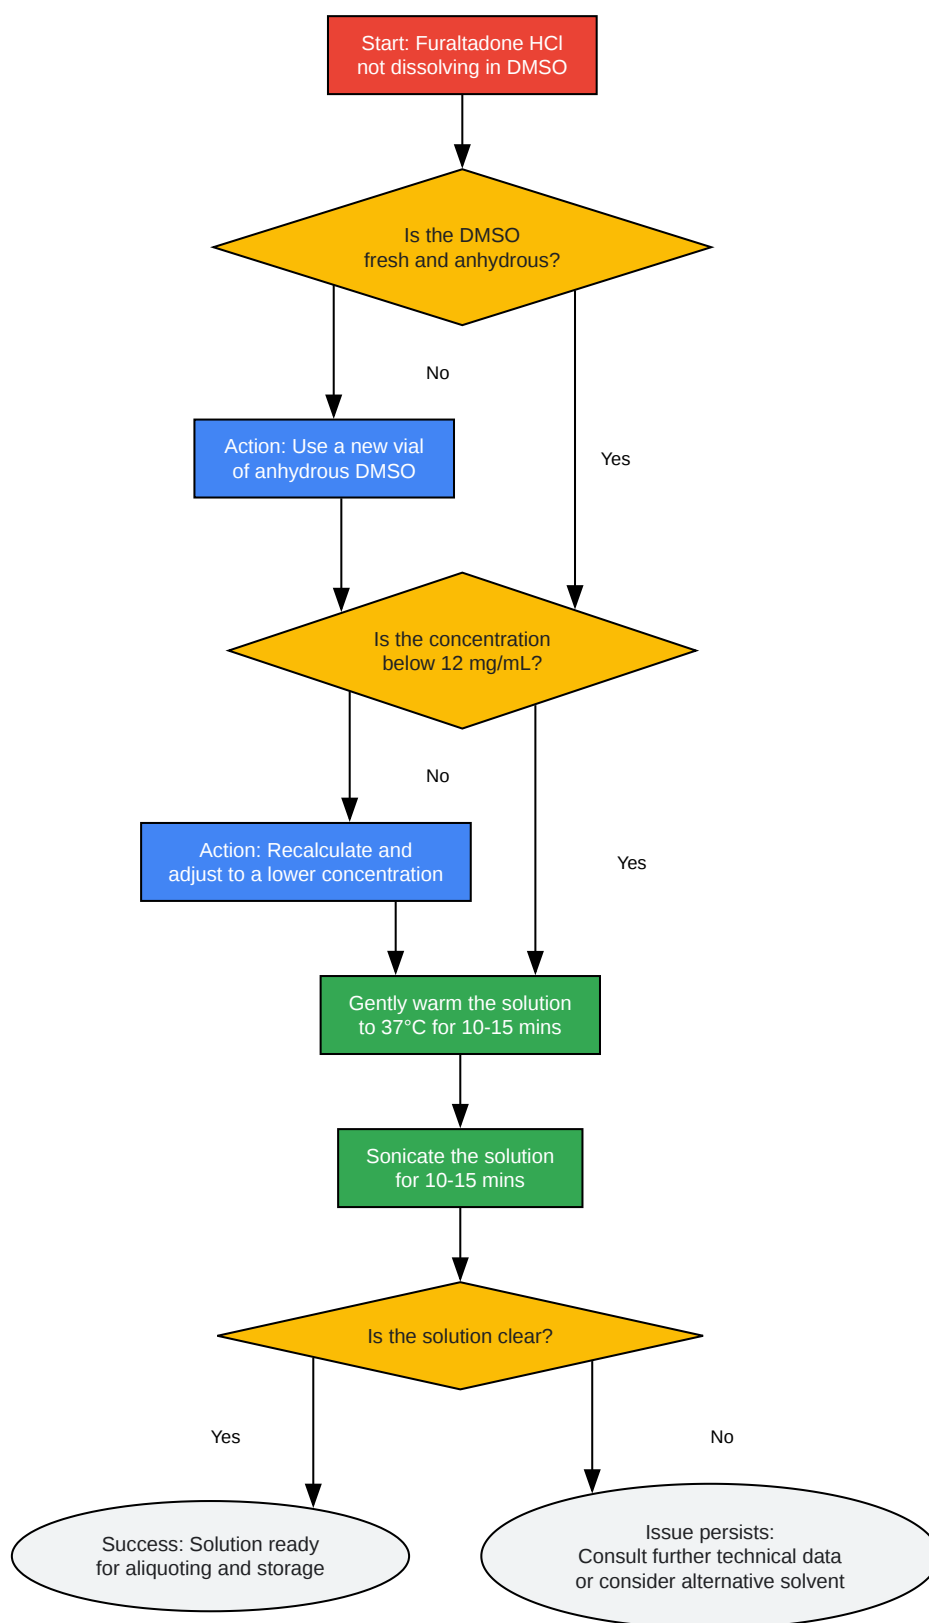 Start: Furaltadone HCl
not dissolving in DMSO
Is the DMSO
fresh and anhydrous?
No
Action: Use a new vial
of anhydrous DMSO
Yes
Is the concentration
below 12 mg/mL?
No
Action: Recalculate and
adjust to a lower concentration
Yes
Gently warm the solution
to 37°C for 10-15 mins
Sonicate the solution
for 10-15 mins
Is the solution clear?
Yes
No
Success: Solution ready
for aliquoting and storage
Issue persists:
Consult further technical data
or consider alternative solvent